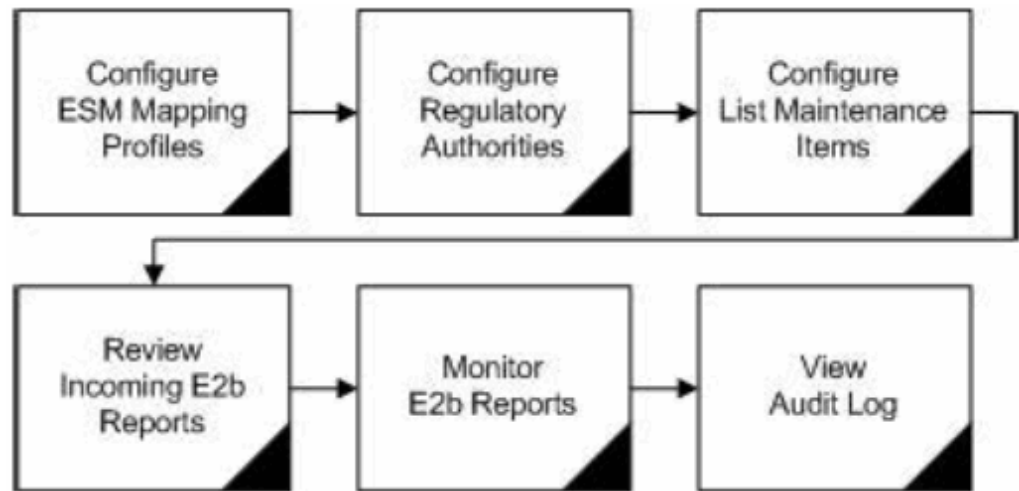 Configure
ESM Mapping
Profiles
Configure
Regulatory
Authorities
Configure
List Maintenance
Items
Review
Incoming E2b
Reports
Monitor
E2b Reports
View
Audit Log